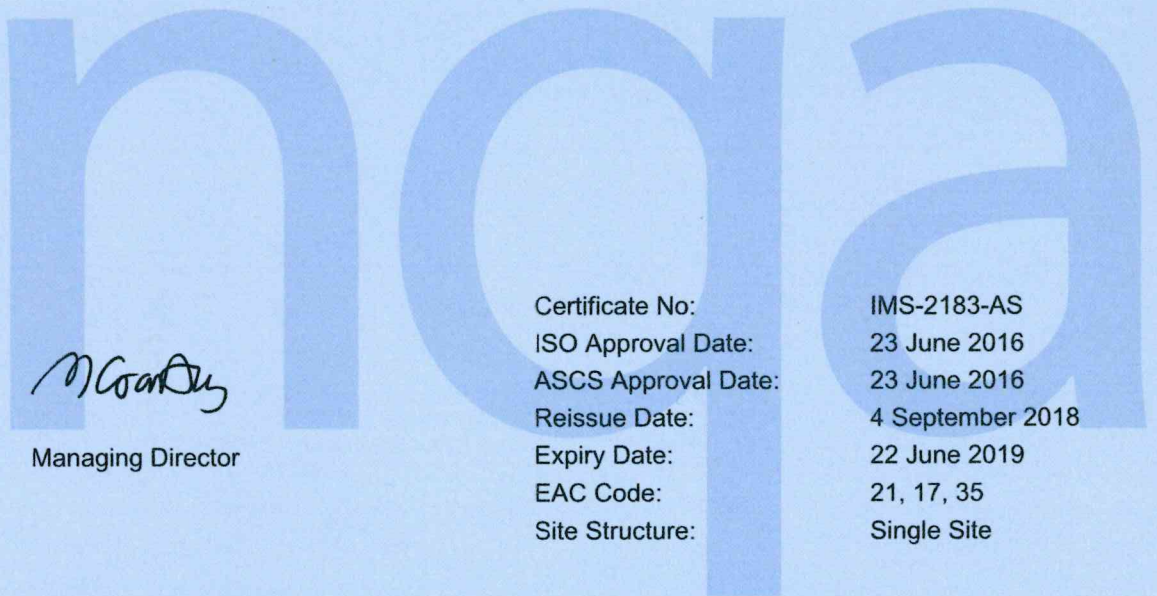 nqa
Certificate No: IMS-2183-AS
ISO Approval Date: 23 June 2016
ASCS Approval Date: 23 June 2016
Reissue Date: 4 September 2018
Expiry Date: 22 June 2019
EAC Code: 21, 17, 35
Site Structure: Single Site
Managing Director